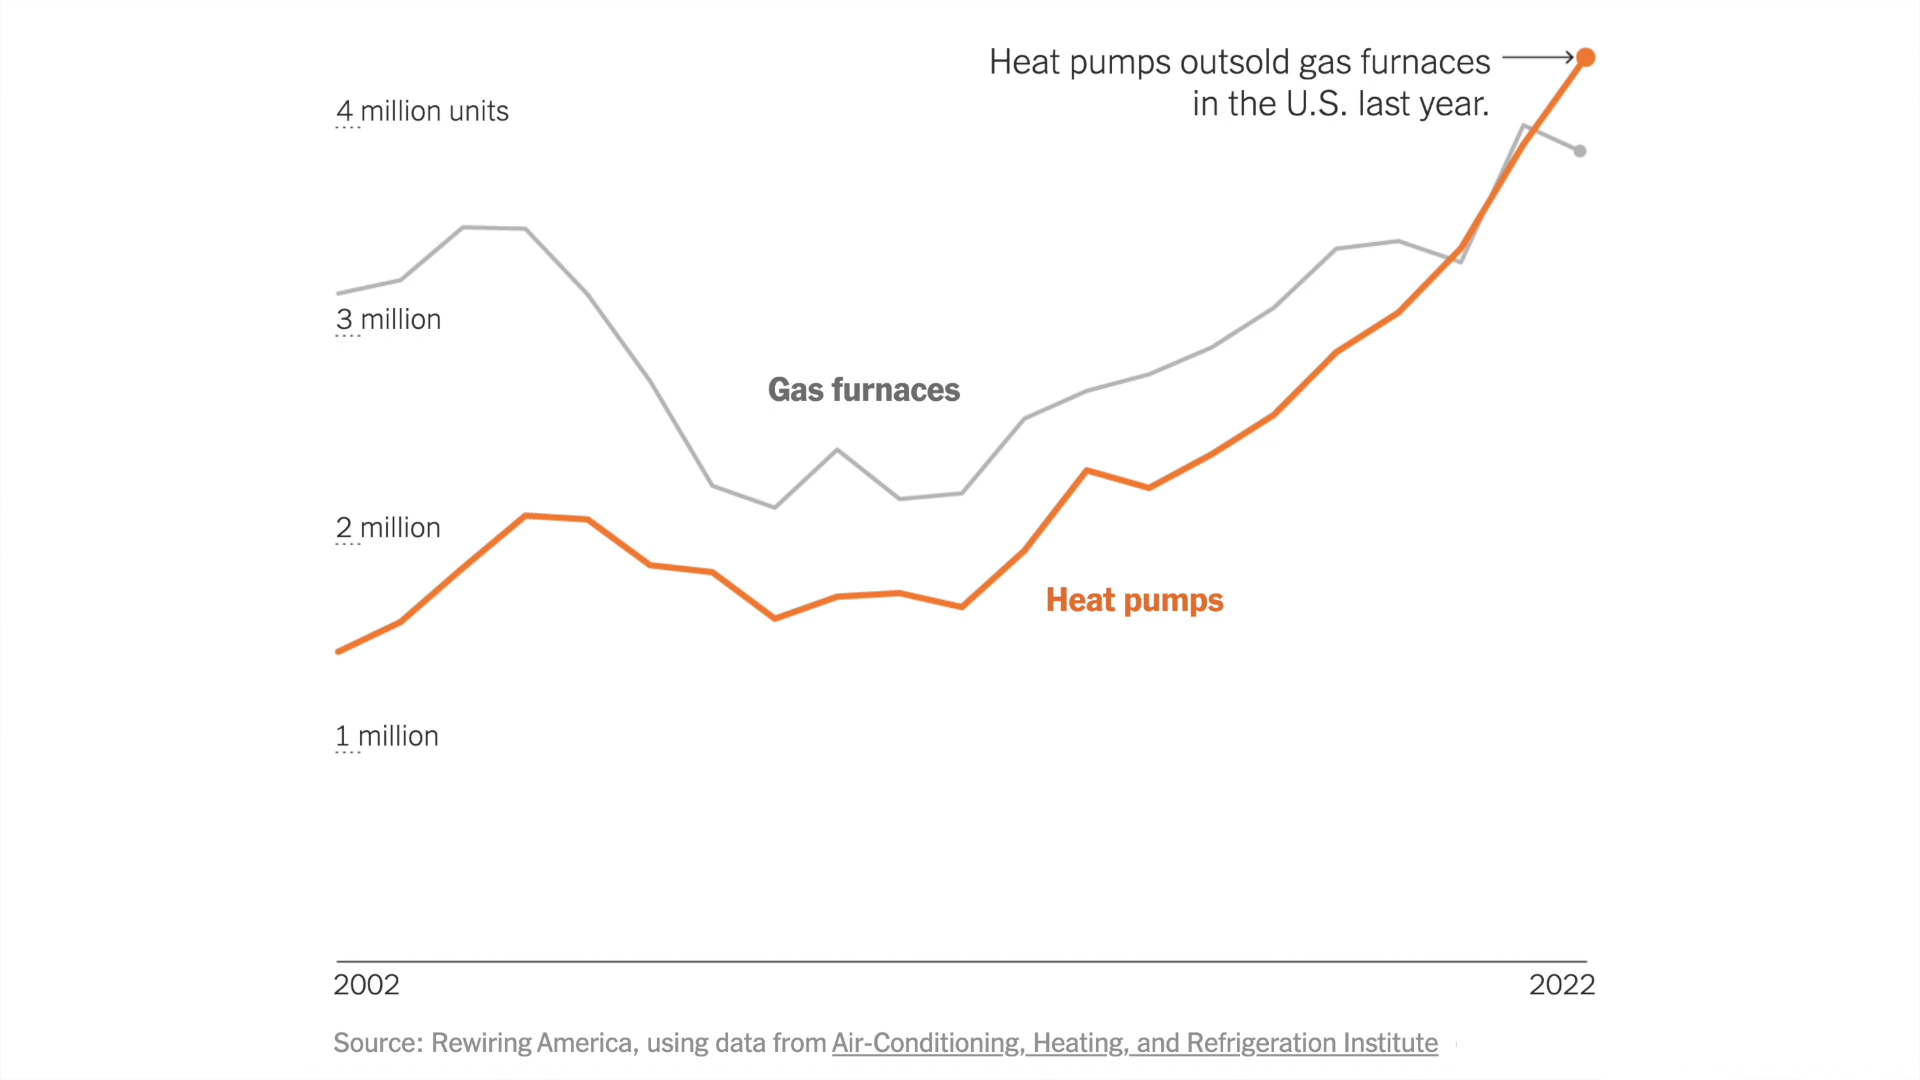 Heat pumps outsold gas furnaces
in the U.S. last year.
4 million units
3 million
Gas furnaces
2 million
Heat pumps
1 million
2002
2022
Source: Rewiring America, using data from Air-Conditioning, Heating, and Refrigeration Institute